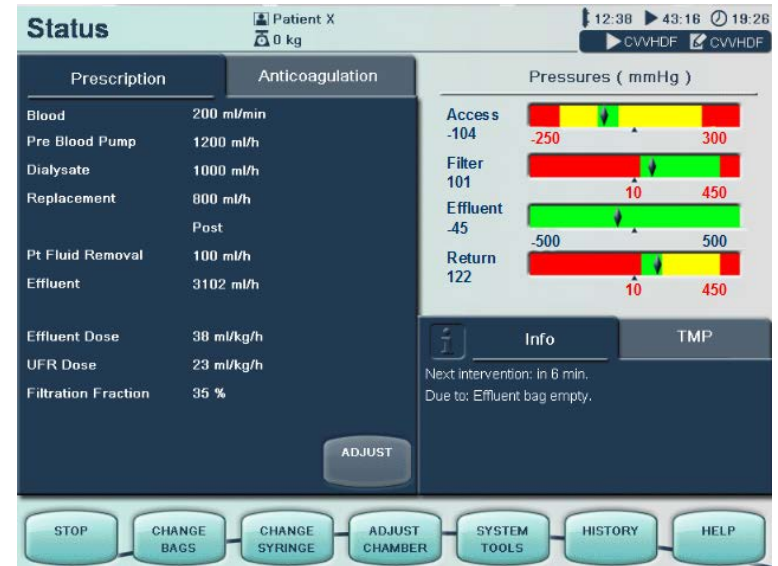 Status
Patient X
0 kg
12:38 43:16 19:26
CVVHDF CVVHDF
Prescription
Anticoagulation
Blood 200 ml/min
Pre Blood Pump 1200 ml/h
Dialysate 1000 ml/h
Replacement 800 ml/h
Post
Pt Fluid Removal 100 ml/h
Effluent 3102 ml/h
Effluent Dose 38 ml/kg/h
UFR Dose 23 ml/kg/h
Filtration Fraction 35 %
ADJUST
Pressures ( mmHg )
Access
-104
-250 300
Filter
101
10 450
Effluent
-45
-500 500
Return
122
10 450
i
Info
TMP
Next intervention: in 6 min.
Due to: Effluent bag empty.
STOP
CHANGE
BAGS
CHANGE
SYRINGE
ADJUST
CHAMBER
SYSTEM
TOOLS
HISTORY
HELP